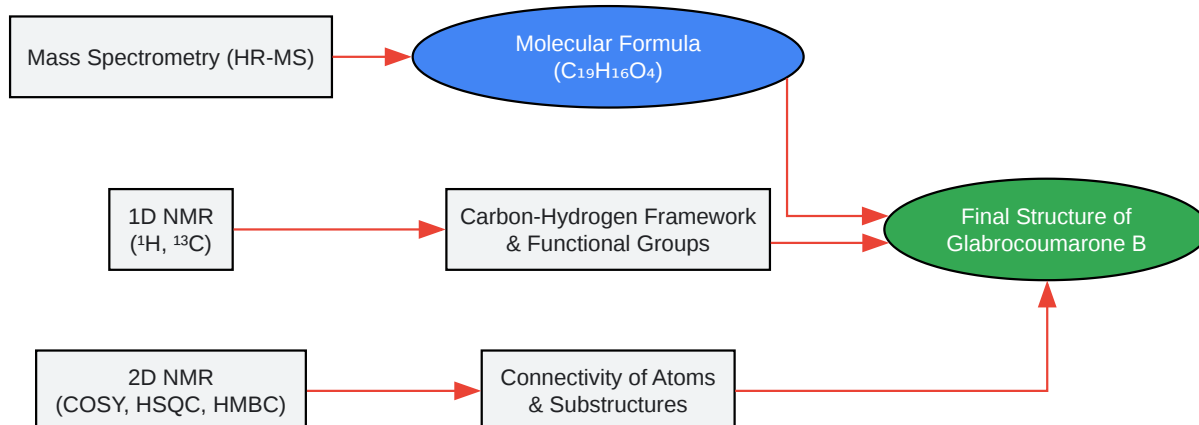 Mass Spectrometry (HR-MS)
Molecular Formula
(C₁₉H₁₆O₄)
1D NMR
(¹H, ¹³C)
Carbon-Hydrogen Framework
& Functional Groups
Final Structure of
Glabrocoumarone B
2D NMR
(COSY, HSQC, HMBC)
Connectivity of Atoms
& Substructures